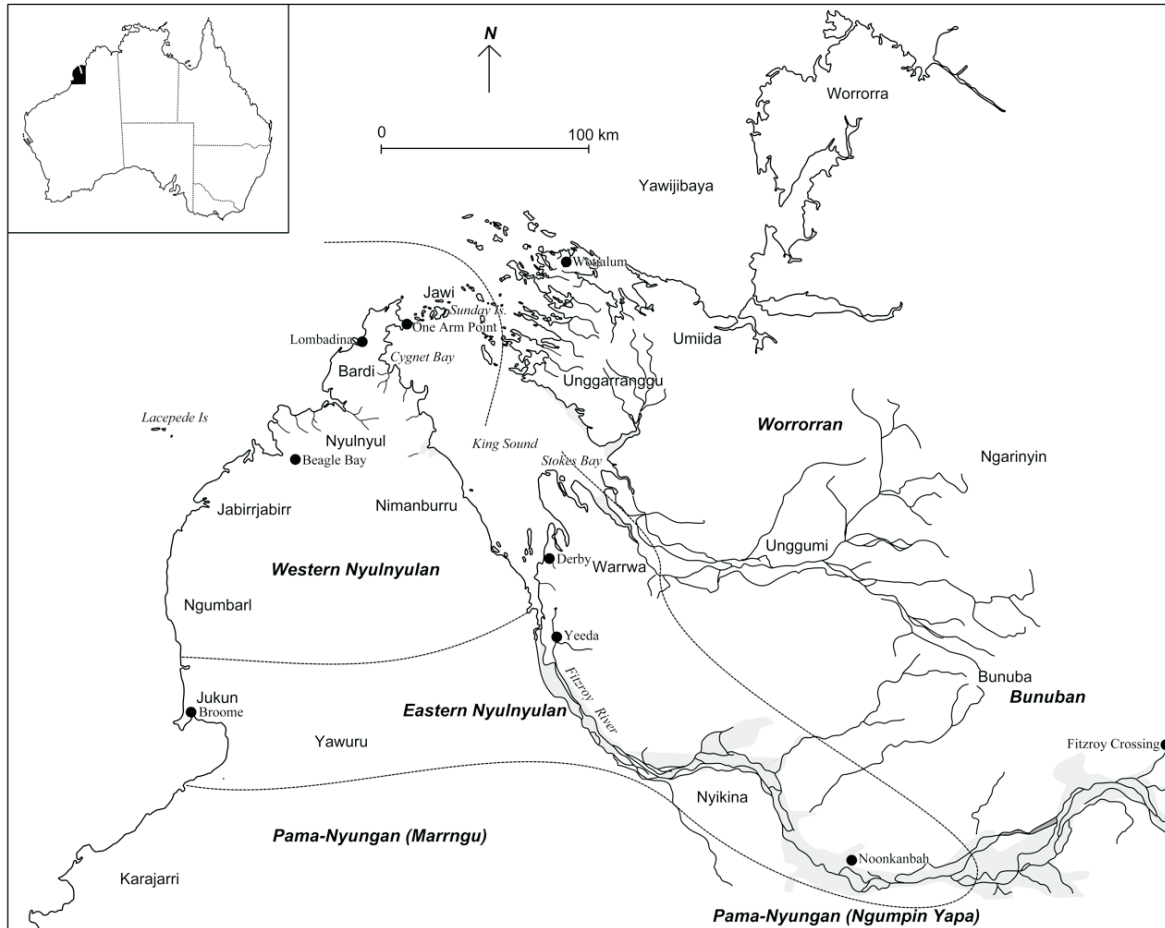 N
0 100 km
Worrorra
Yawijibaya
Wotjalum
Jawi
Sunday Is.
One Arm Point
Lombadina
Umiida
Cygnet Bay
Bardi
Unggarranggu
Lacepede Is
Worrorran
Nyulnyul
King Sound
Ngarinyin
Beagle Bay
Stokes Bay
Jabirrjabirr
Nimanburru
Unggumi
Derby
Warrwa
Western Nyulnyulan
Ngumbarl
Yeeda
Fitzroy River
Bunuba
Jukun
Bunuban
Broome
Eastern Nyulnyulan
Yawuru
Fitzroy Crossing
Nyikina
Pama-Nyungan (Marrngu)
Noonkanbah
Karajarri
Pama-Nyungan (Ngumpin Yapa)